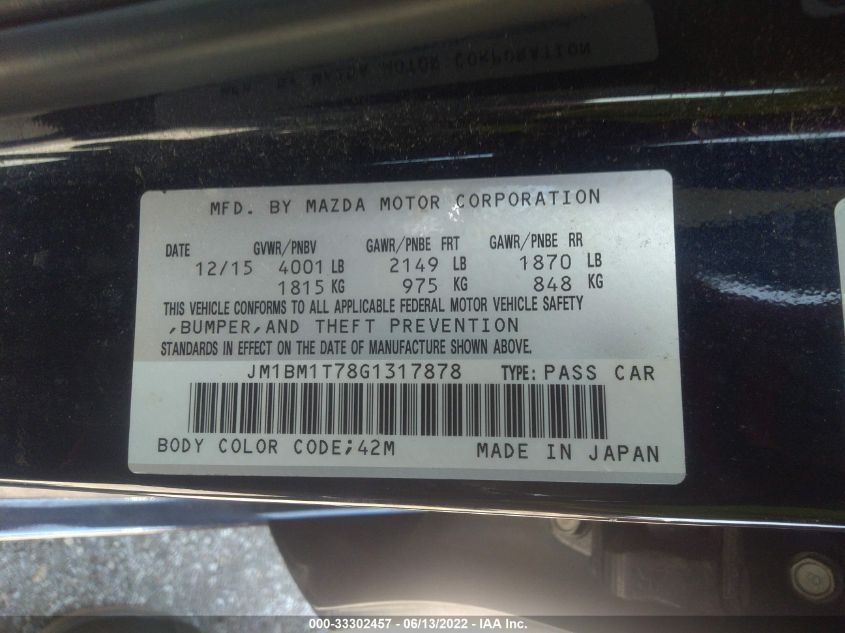 MFD. BY MAZDA MOTOR CORPORATION
DATE GVWR/PNBV GAWR/PNBE FRT GAWR/PNBE RR
12/15 4001 LB 2149 LB 1870 LB
1815 KG 975 KG 848 KG
THIS VEHICLE CONFORMS TO ALL APPLICABLE FEDERAL MOTOR VEHICLE SAFETY
,BUMPER,AND THEFT PREVENTION
STANDARDS IN EFFECT ON THE DATE OF MANUFACTURE SHOWN ABOVE.
JM1BM1T78G1317878 TYPE: PASS CAR
BODY COLOR CODE;42M MADE IN JAPAN
000-33302457 - 06/13/2022 - IAA Inc.